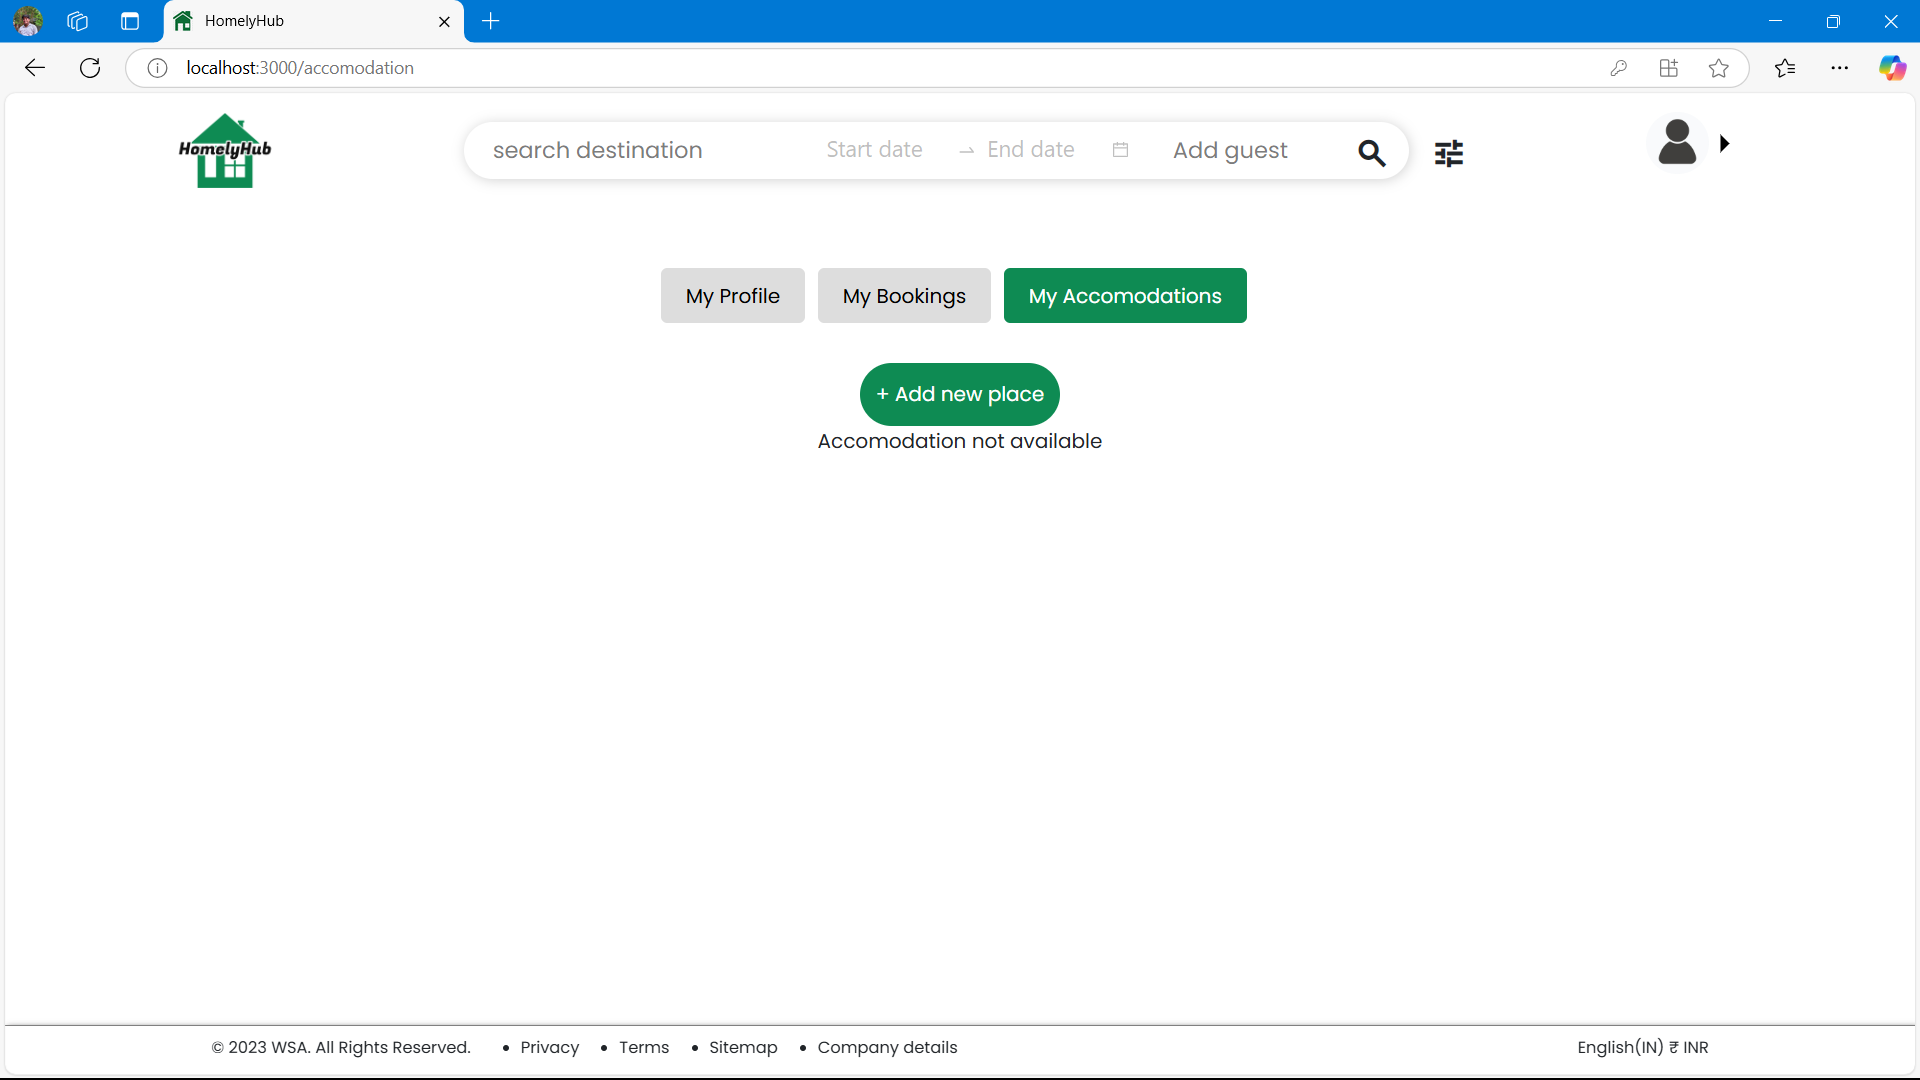 HomelyHub
localhost:3000/accomodation
HomelyHub
search destination
Start date
End date
Add guest
My Profile
My Bookings
My Accomodations
+ Add new place
Accomodation not available
© 2023 WSA. All Rights Reserved. • Privacy • Terms • Sitemap • Company details
English(IN) ₹ INR